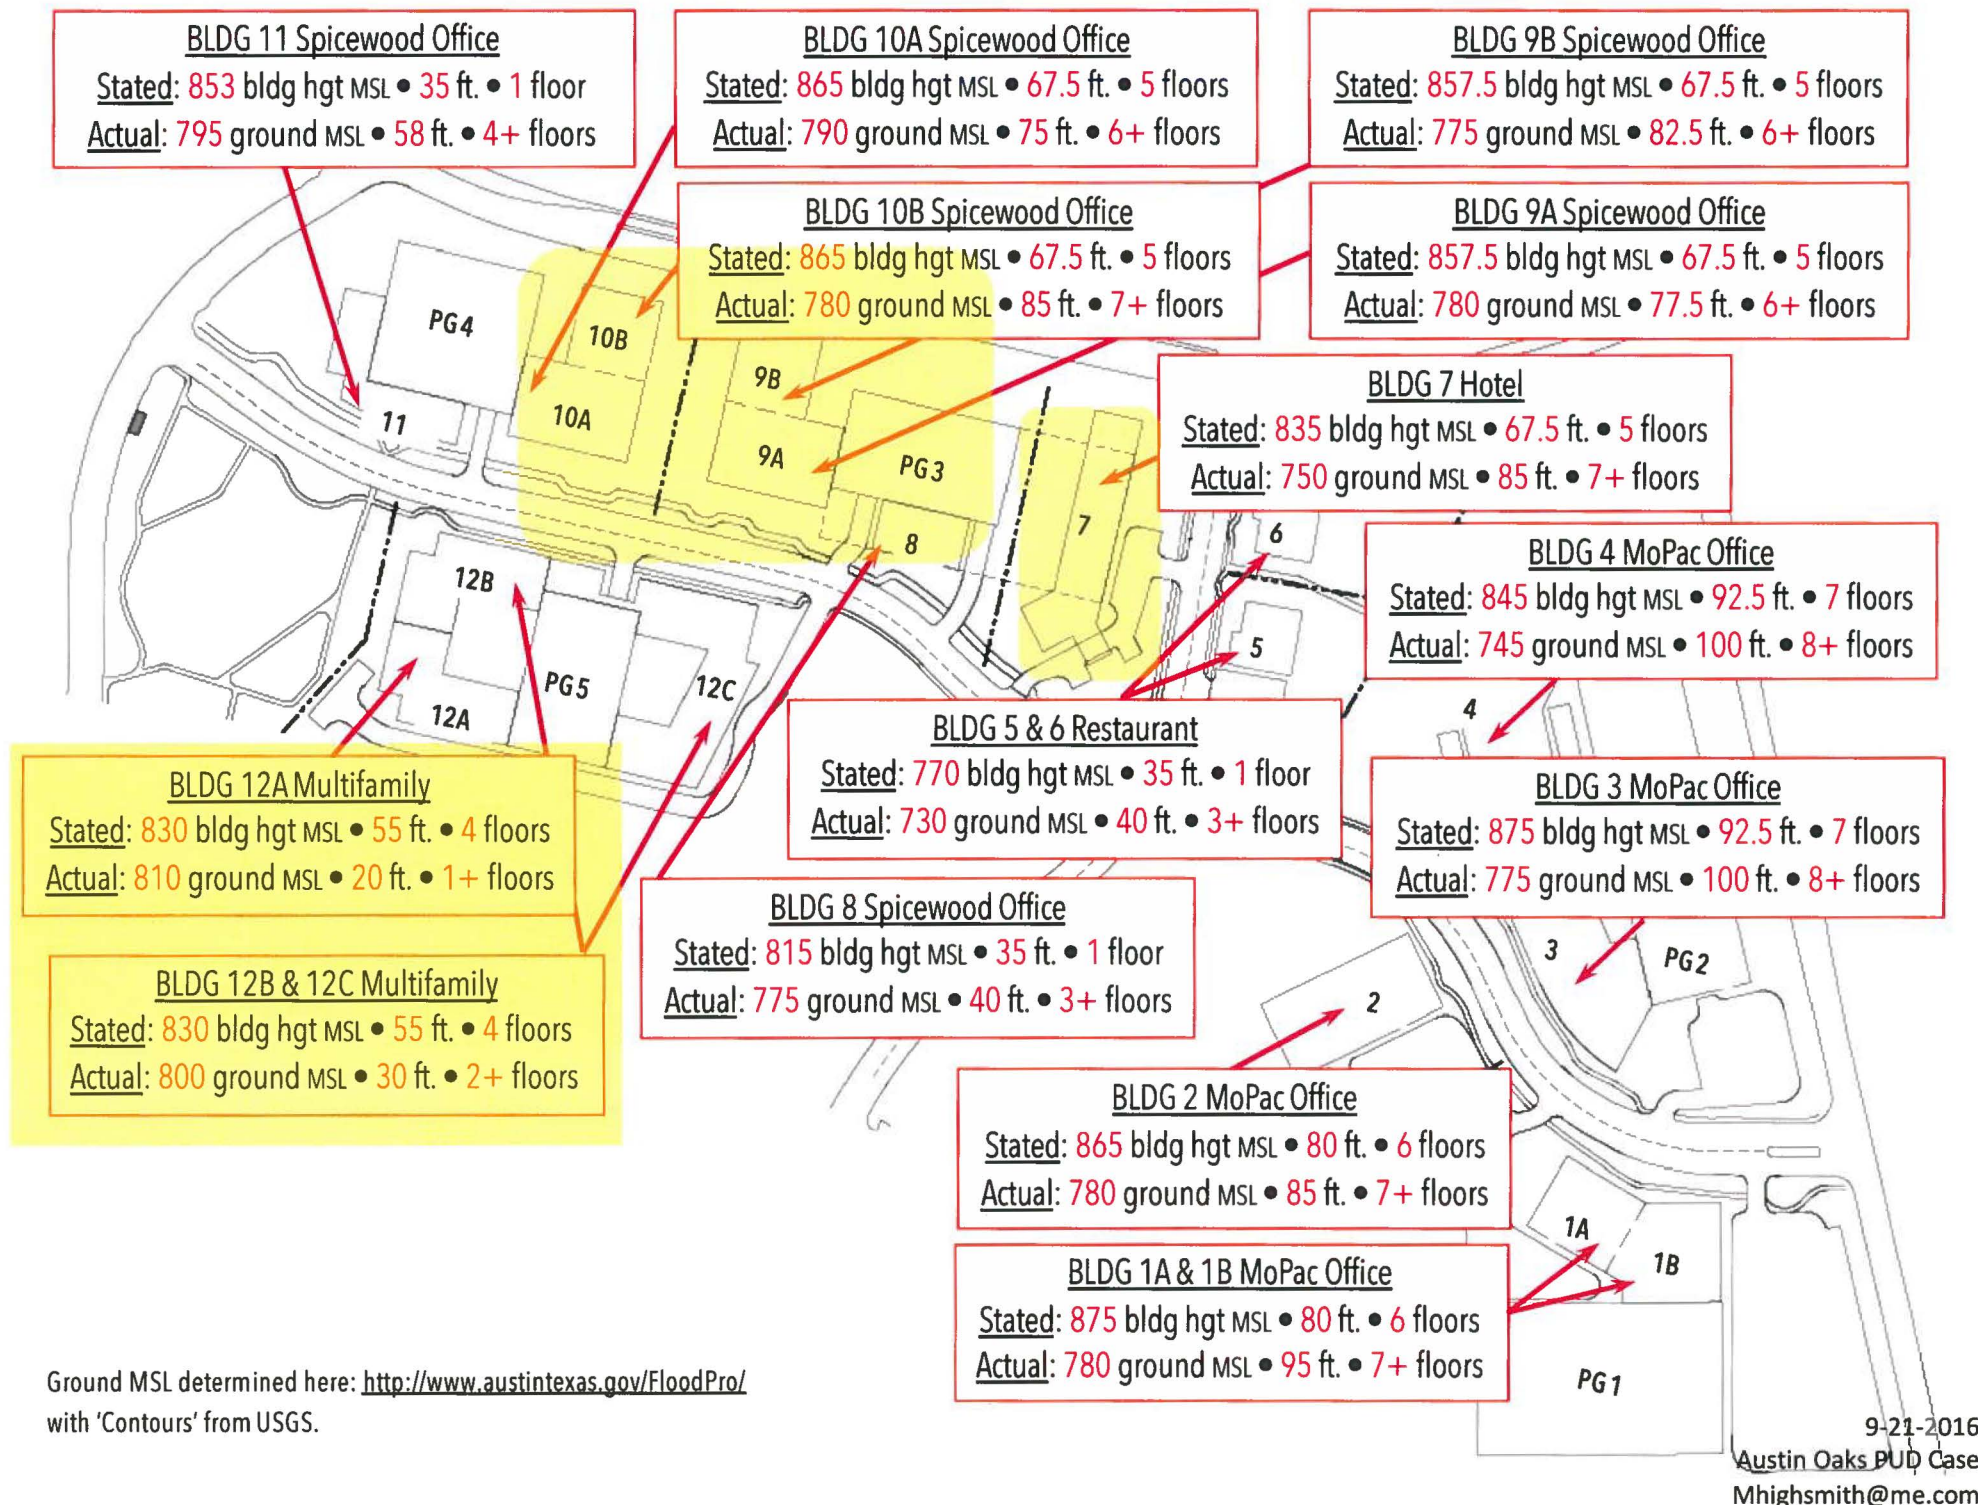 BLDG 11 Spicewood Office
Stated: 853 bldg hgt MSL • 35 ft. • 1 floor
Actual: 795 ground MSL • 58 ft. • 4+ floors
BLDG 10A Spicewood Office
Stated: 865 bldg hgt MSL • 67.5 ft. • 5 floors
Actual: 790 ground MSL • 75 ft. • 6+ floors
BLDG 9B Spicewood Office
Stated: 857.5 bldg hgt MSL • 67.5 ft. • 5 floors
Actual: 775 ground MSL • 82.5 ft. • 6+ floors
BLDG 10B Spicewood Office
Stated: 865 bldg hgt MSL • 67.5 ft. • 5 floors
Actual: 780 ground MSL • 85 ft. • 7+ floors
BLDG 9A Spicewood Office
Stated: 857.5 bldg hgt MSL • 67.5 ft. • 5 floors
Actual: 780 ground MSL • 77.5 ft. • 6+ floors
PG4
10B
9B
11
10A
9A
PG3
BLDG 7 Hotel
Stated: 835 bldg hgt MSL • 67.5 ft. • 5 floors
Actual: 750 ground MSL • 85 ft. • 7+ floors
8
7
6
5
12B
PG5
12C
12A
BLDG 4 MoPac Office
Stated: 845 bldg hgt MSL • 92.5 ft. • 7 floors
Actual: 745 ground MSL • 100 ft. • 8+ floors
4
BLDG 5 & 6 Restaurant
Stated: 770 bldg hgt MSL • 35 ft. • 1 floor
Actual: 730 ground MSL • 40 ft. • 3+ floors
BLDG 12A Multifamily
Stated: 830 bldg hgt MSL • 55 ft. • 4 floors
Actual: 810 ground MSL • 20 ft. • 1+ floors
BLDG 3 MoPac Office
Stated: 875 bldg hgt MSL • 92.5 ft. • 7 floors
Actual: 775 ground MSL • 100 ft. • 8+ floors
BLDG 8 Spicewood Office
Stated: 815 bldg hgt MSL • 35 ft. • 1 floor
Actual: 775 ground MSL • 40 ft. • 3+ floors
BLDG 12B & 12C Multifamily
Stated: 830 bldg hgt MSL • 55 ft. • 4 floors
Actual: 800 ground MSL • 30 ft. • 2+ floors
3
PG2
2
BLDG 2 MoPac Office
Stated: 865 bldg hgt MSL • 80 ft. • 6 floors
Actual: 780 ground MSL • 85 ft. • 7+ floors
1A
1B
BLDG 1A & 1B MoPac Office
Stated: 875 bldg hgt MSL • 80 ft. • 6 floors
Actual: 780 ground MSL • 95 ft. • 7+ floors
PG1
Ground MSL determined here: http://www.austintexas.gov/FloodPro/
with 'Contours' from USGS.
9-21-2016
Austin Oaks PUD Case
Mhighsmith@me.com